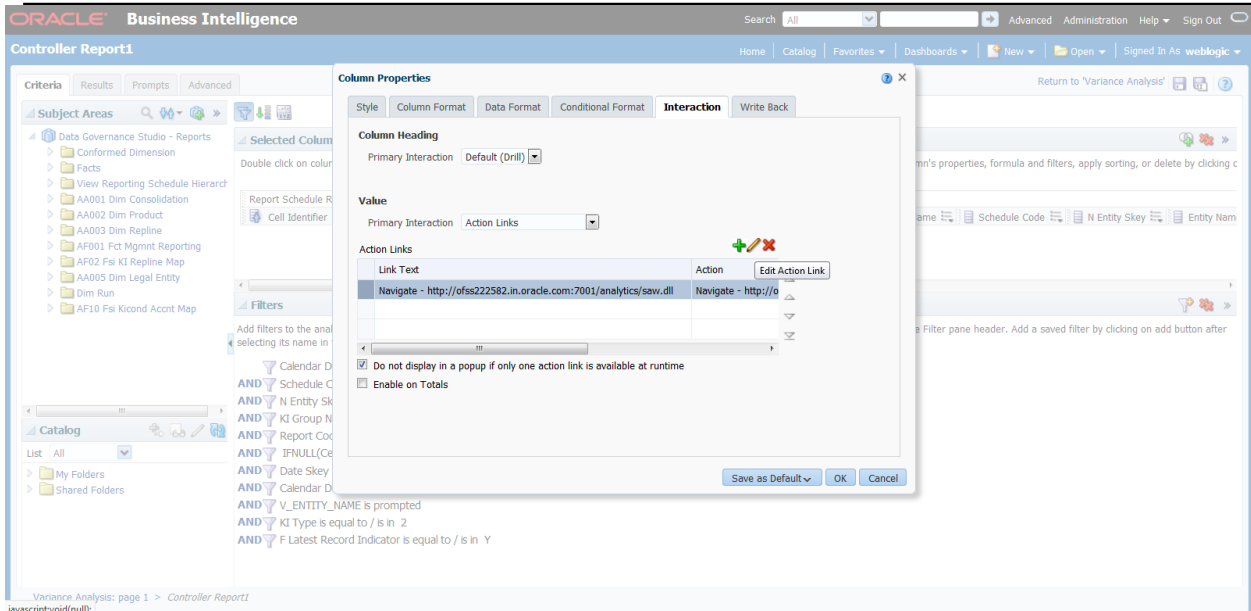 ORACLE Business Intelligence
Search All Advanced Administration Help Sign Out
Controller Report1
Home Catalog Favorites Dashboards New Open Signed In As weblogic
Criteria Results Prompts Advanced
Return to 'Variance Analysis'
Subject Areas
Data Governance Studio - Reports
Conformed Dimension
Facts
View Reporting Schedule Hierarch
AA001 Dim Consolidation
AA002 Dim Product
AA003 Dim Repline
AF001 Fct Mgmnt Reporting
AF02 Fsi KI Repline Map
AA005 Dim Legal Entity
Dim Run
AF10 Fsi Kicond Accnt Map
Catalog
List All
My Folders
Shared Folders
Selected Colum
Double click on colur
mn's properties, formula and filters, apply sorting, or delete by clicking c
Report Schedule R
Cell Identifier
ame Schedule Code N Entity Skey Entity Nam
Filters
Add filters to the anal
e Filter pane header. Add a saved filter by clicking on add button after
selecting its name in
Calendar D
AND Schedule C
AND N Entity Sk
AND KI Group N
AND Report Coc
AND IFNULL(Ce
AND Date Skey
AND Calendar D
AND V_ENTITY_NAME is prompted
AND KI Type is equal to / is in 2
AND F Latest Record Indicator is equal to / is in Y
Column Properties
Style Column Format Data Format Conditional Format Interaction Write Back
Column Heading
Primary Interaction Default (Drill)
Value
Primary Interaction Action Links
Action Links
Link Text Action
Edit Action Link
Navigate - http://ofss222582.in.oracle.com:7001/analytics/saw.dll Navigate - http://o
Do not display in a popup if only one action link is available at runtime
Enable on Totals
Save as Default OK Cancel
Variance Analysis: page 1 > Controller Report1
javascript:void(null);